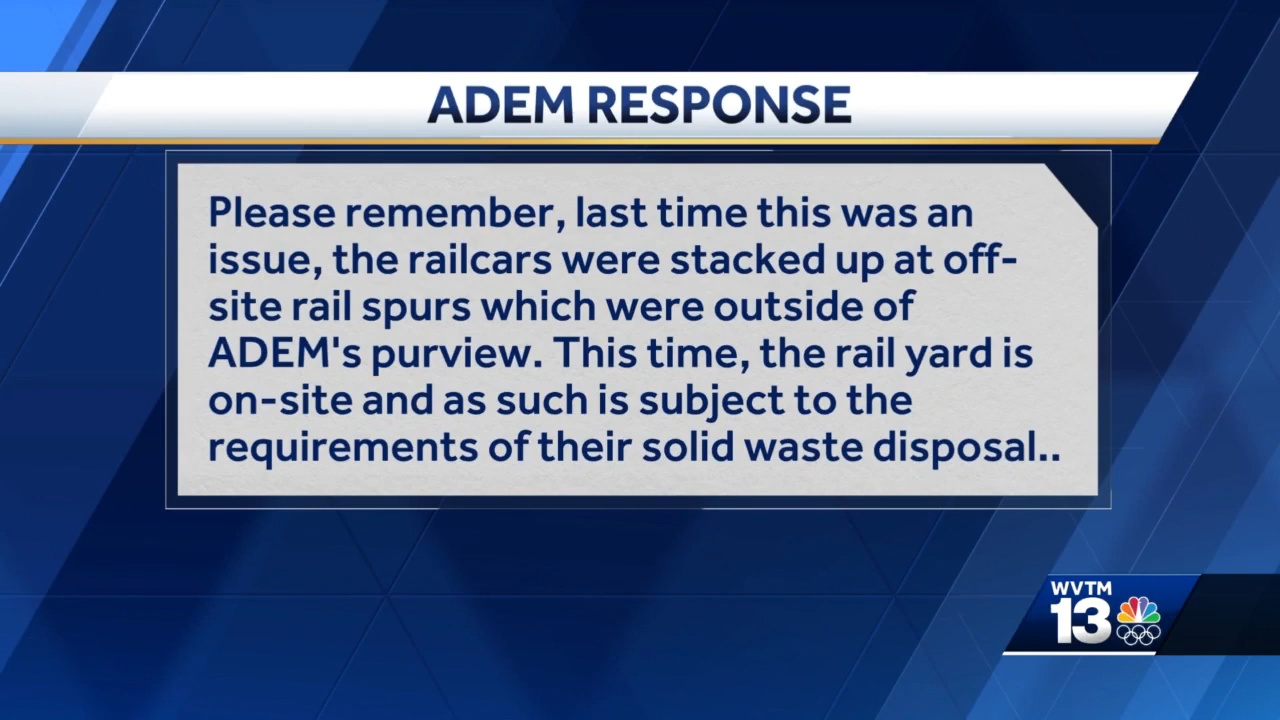 ADEM RESPONSE
Please remember, last time this was an
issue, the railcars were stacked up at off-
site rail spurs which were outside of
ADEM's purview. This time, the rail yard is
on-site and as such is subject to the
requirements of their solid waste disposal..
WVTM
13